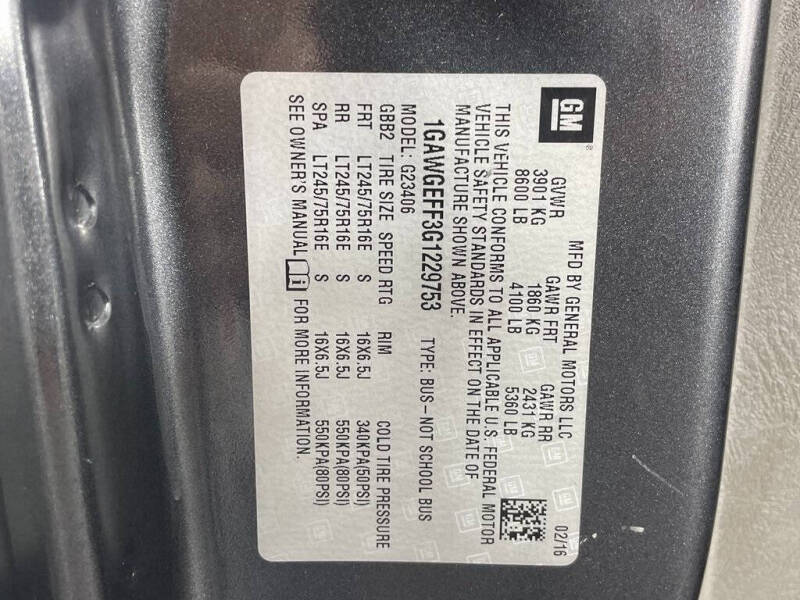 GM
MFD BY GENERAL MOTORS LLC 02/16
GVWR GAWR FRT GAWR RR
3901 KG 1860 KG 2431 KG
8600 LB 4100 LB 5360 LB
THIS VEHICLE CONFORMS TO ALL APPLICABLE U.S. FEDERAL MOTOR
VEHICLE SAFETY STANDARDS IN EFFECT ON THE DATE OF
MANUFACTURE SHOWN ABOVE.
1GAWGEFF3G1229753 TYPE: BUS – NOT SCHOOL BUS
MODEL: G23406
GBB2 TIRE SIZE SPEED RTG RIM COLD TIRE PRESSURE
FRT LT245/75R16E S 16X6.5J 340KPA(50PSI)
RR LT245/75R16E S 16X6.5J 550KPA(80PSI)
SPA LT245/75R16E S 16X6.5J 550KPA(80PSI)
SEE OWNER'S MANUAL i FOR MORE INFORMATION.